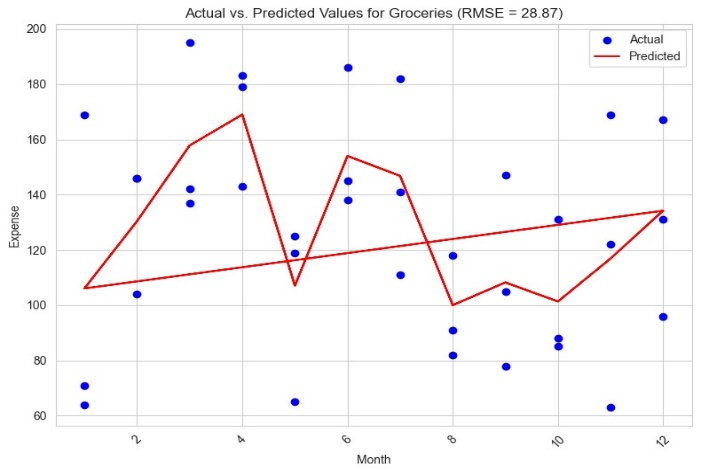 Actual vs. Predicted Values for Groceries (RMSE = 28.87)
Actual
Predicted
200
180
160
140
120
100
80
60
Expense
2
4
6
8
10
12
Month